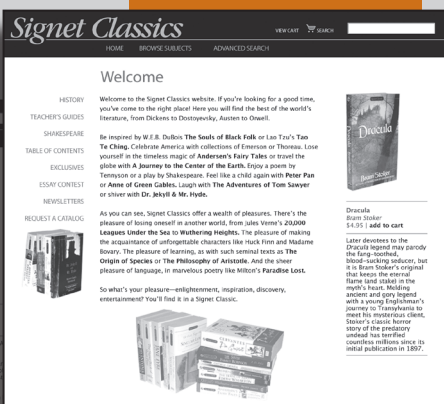 Signet Classics
VIEW CART SEARCH
HOME BROWSE SUBJECTS ADVANCED SEARCH
Welcome
HISTORY
TEACHER'S GUIDES
SHAKESPEARE
TABLE OF CONTENTS
EXCLUSIVES
ESSAY CONTEST
NEWSLETTERS
REQUEST A CATALOG
Welcome to the Signet Classics website. If you're looking for a good time,
you've come to the right place! Here you will find the best of the world's
literature, from Dickens to Dostoyevsky, Austen to Orwell.
Be inspired by W.E.B. DuBois The Souls of Black Folk or Lao Tzu's Tao
Te Ching. Celebrate America with collections of Emerson or Thoreau. Lose
yourself in the timeless magic of Andersen's Fairy Tales or travel the
globe with A Journey to the Center of the Earth. Enjoy a poem by
Tennyson or a play by Shakespeare. Feel like a child again with Peter Pan
or Anne of Green Gables. Laugh with The Adventures of Tom Sawyer
or shiver with Dr. Jekyll & Mr. Hyde.
As you can see, Signet Classics offer a wealth of pleasures. There's the
pleasure of losing oneself in another world, from Jules Verne's 20,000
Leagues Under the Sea to Wuthering Heights. The pleasure of making
the acquaintance of unforgettable characters like Huck Finn and Madame
Bovary. The pleasure of learning, as with such seminal texts as The
Origin of Species or The Philosophy of Aristotle. And the sheer
pleasure of language, in marvelous poetry like Milton's Paradise Lost.
So what's your pleasure—enlightenment, inspiration, discovery,
entertainment? You'll find it in a Signet Classic.
Dracula
Bram Stoker
Dracula
Bram Stoker
$4.95 | add to cart
Later devotees to the
Dracula legend may parody
the fang-toothed,
blood-sucking seducer, but
it is Bram Stoker's original
that keeps the eternal
flame (and stake) in the
myth's heart. Melding
ancient and gory legend
with a young Englishman's
journey to Transylvania to
meet his mysterious client,
Stoker's classic horror
story of the predatory
undead has terrified
countless millions since its
initial publication in 1897.